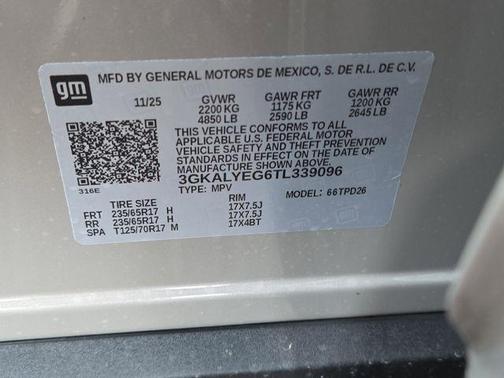 gm
MFD BY GENERAL MOTORS DE MEXICO, S. DE R.L. DE C.V.
11/25 GVWR GAWR FRT GAWR RR
2200 KG 1175 KG 1200 KG
4850 LB 2590 LB 2645 LB
THIS VEHICLE CONFORMS TO ALL
APPLICABLE U.S. FEDERAL MOTOR
VEHICLE SAFETY AND THEFT PREVENTION
STANDARDS IN EFFECT ON THE DATE OF
MANUFACTURE SHOWN ABOVE.
3GKALYEG6TL339096
316E TYPE: MPV MODEL: 66TPD26
TIRE SIZE RIM
FRT 235/65R17 H 17X7.5J
RR 235/65R17 H 17X7.5J
SPA T125/70R17 M 17X4BT